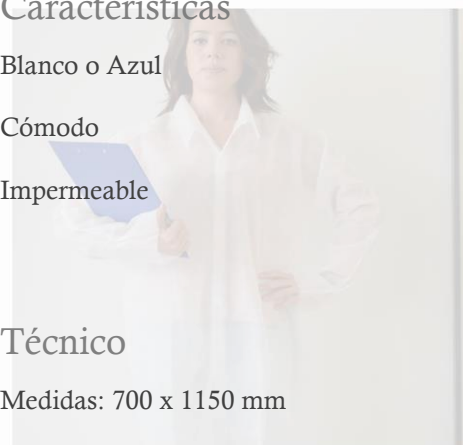 Características
Blanco o Azul
Cómodo
Impermeable
Técnico
Medidas: 700 x 1150 mm